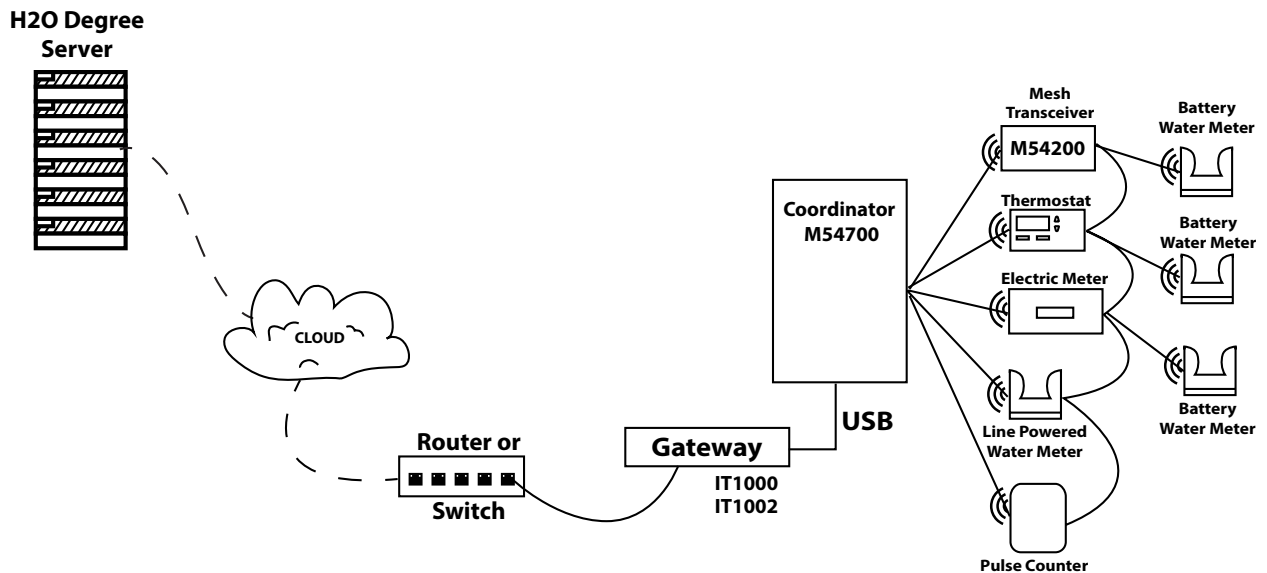 H2O Degree
Server
CLOUD
Router or
Switch
Gateway
IT1000
IT1002
USB
Coordinator
M54700
Mesh
Transceiver
M54200
Thermostat
Electric Meter
Line Powered
Water Meter
Pulse Counter
Battery
Water Meter
Battery
Water Meter
Battery
Water Meter